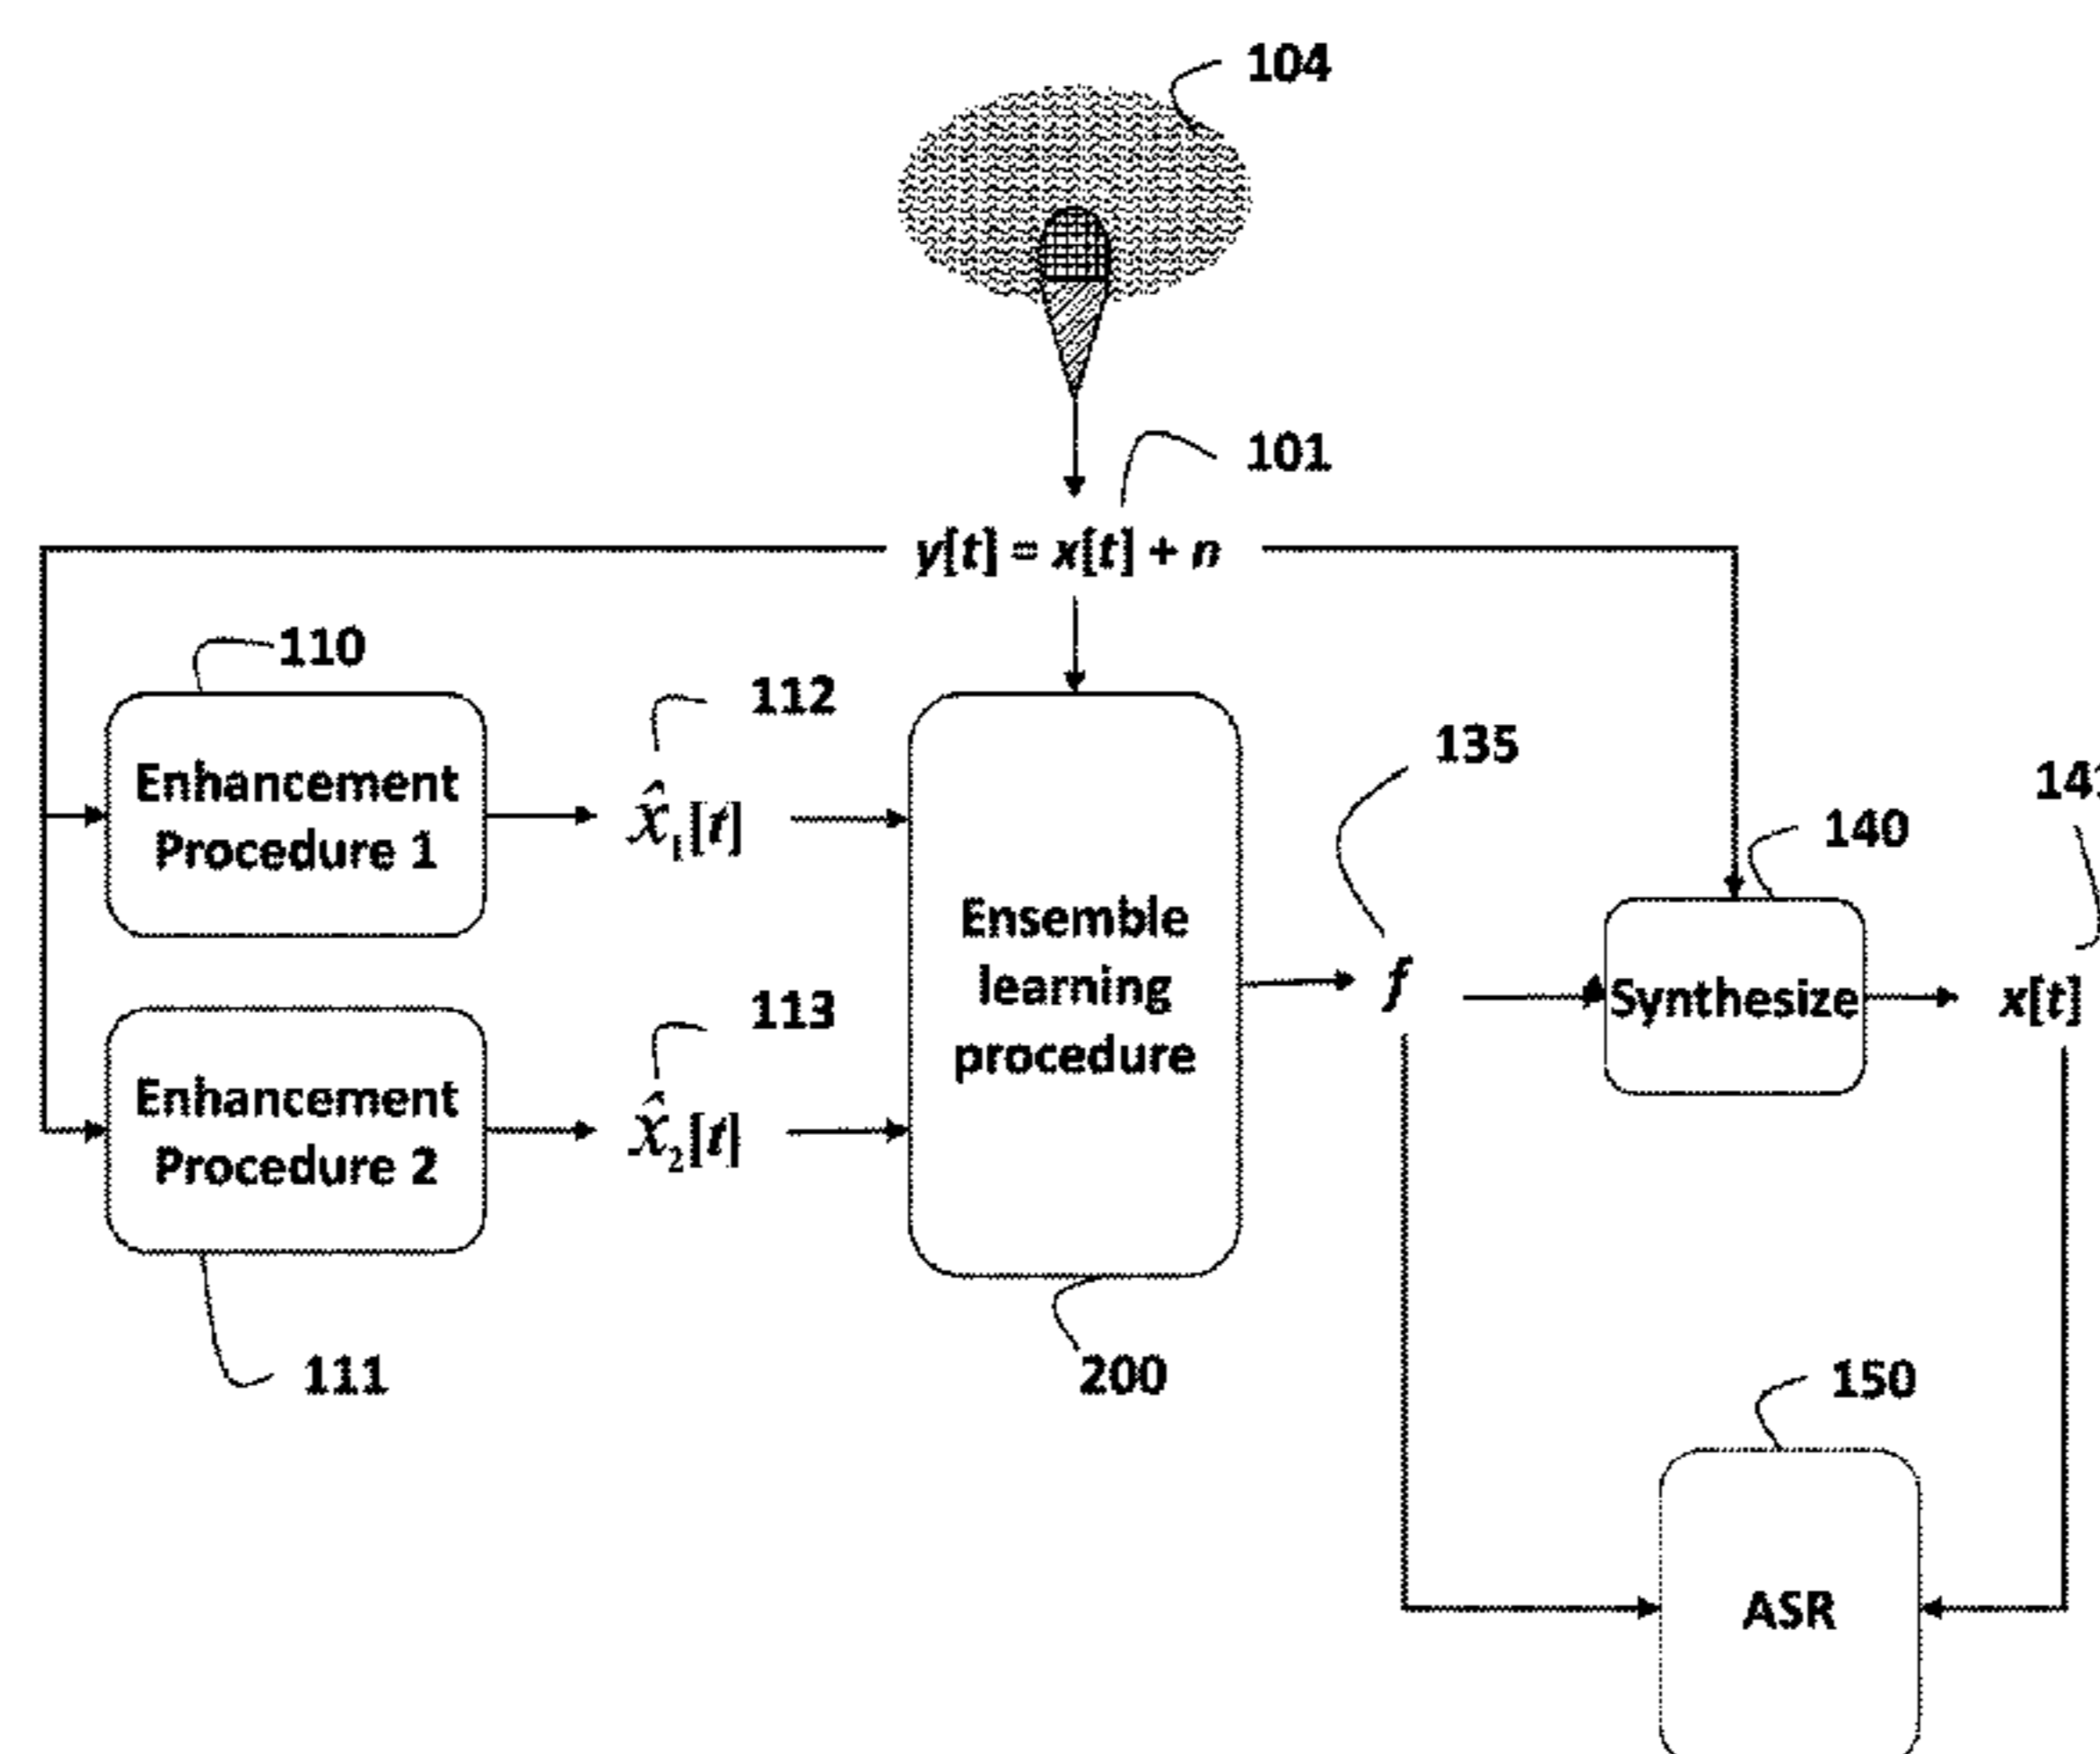 104
101
y[t] = x[t] + n
110
112
135
141
140
Enhancement
Procedure 1
x̂₁[t]
Ensemble
learning
procedure
f
Synthesize
x[t]
113
Enhancement
Procedure 2
x̂₂[t]
111
200
150
ASR